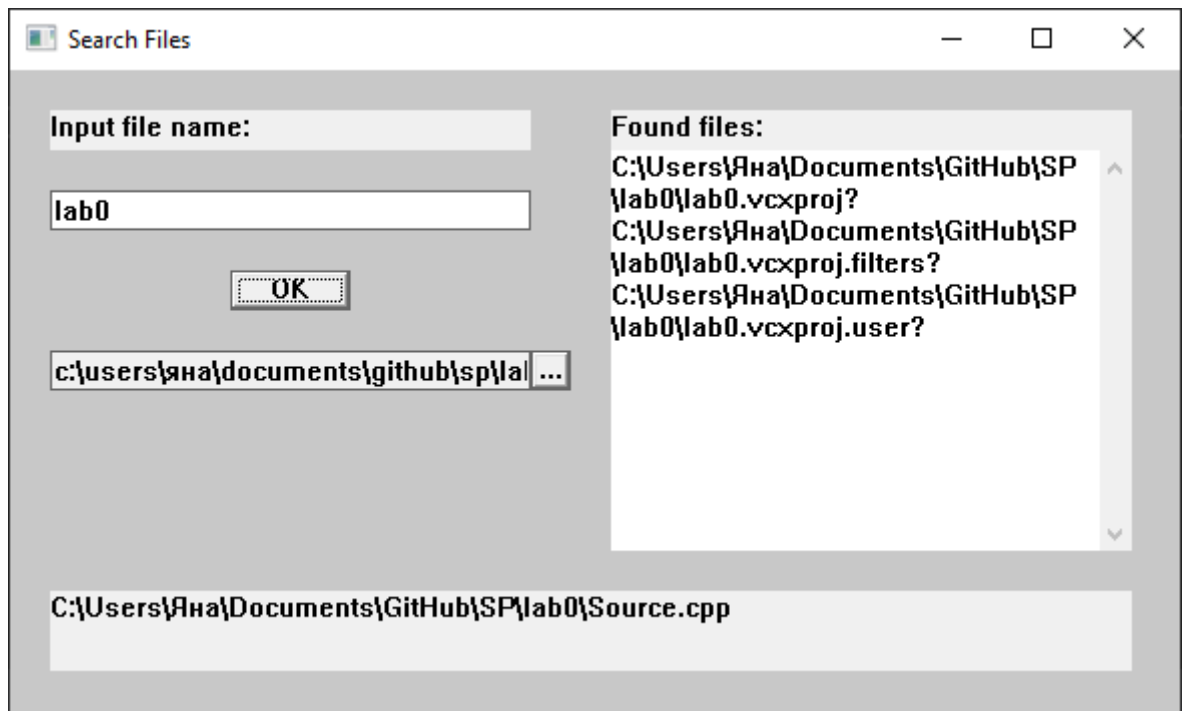 Search Files
Input file name:
lab0
OK
c:\users\яна\documents\github\sp\lab
...
Found files:
C:\Users\Яна\Documents\GitHub\SP
\lab0\lab0.vcxproj?
C:\Users\Яна\Documents\GitHub\SP
\lab0\lab0.vcxproj.filters?
C:\Users\Яна\Documents\GitHub\SP
\lab0\lab0.vcxproj.user?
C:\Users\Яна\Documents\GitHub\SP\lab0\Source.cpp